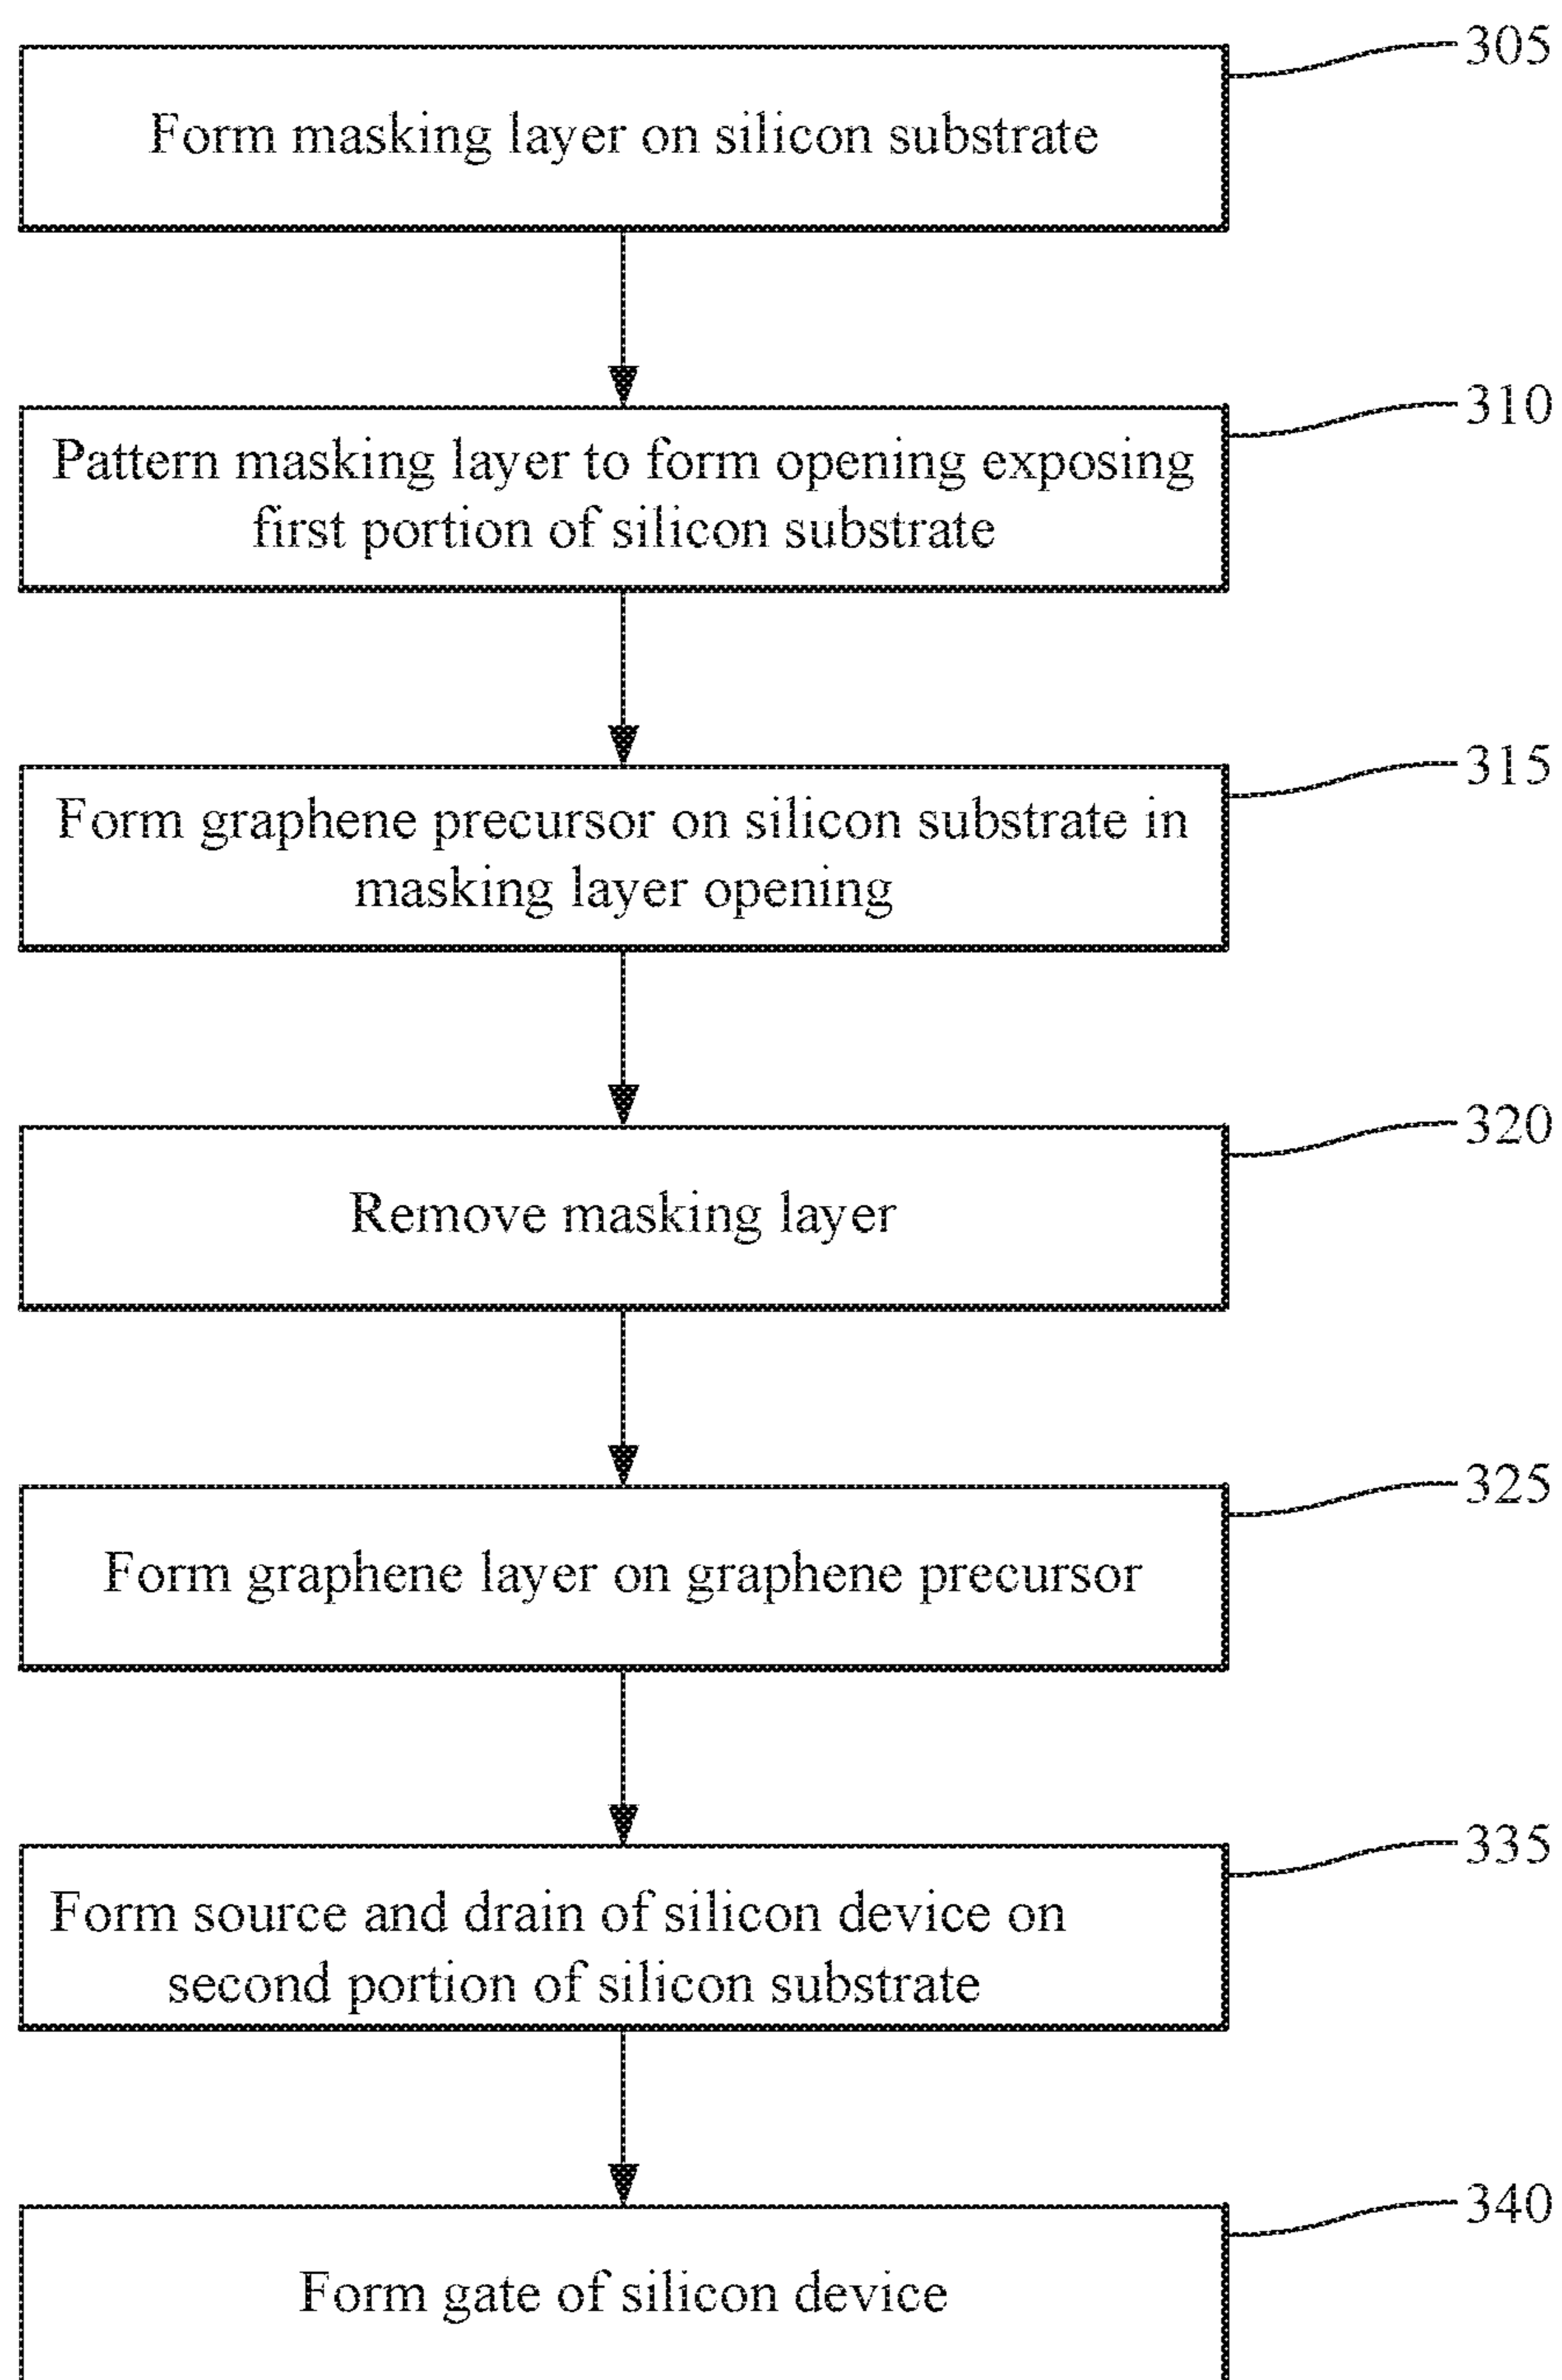 305
Form masking layer on silicon substrate
310
Pattern masking layer to form opening exposing
first portion of silicon substrate
315
Form graphene precursor on silicon substrate in
masking layer opening
320
Remove masking layer
325
Form graphene layer on graphene precursor
335
Form source and drain of silicon device on
second portion of silicon substrate
340
Form gate of silicon device